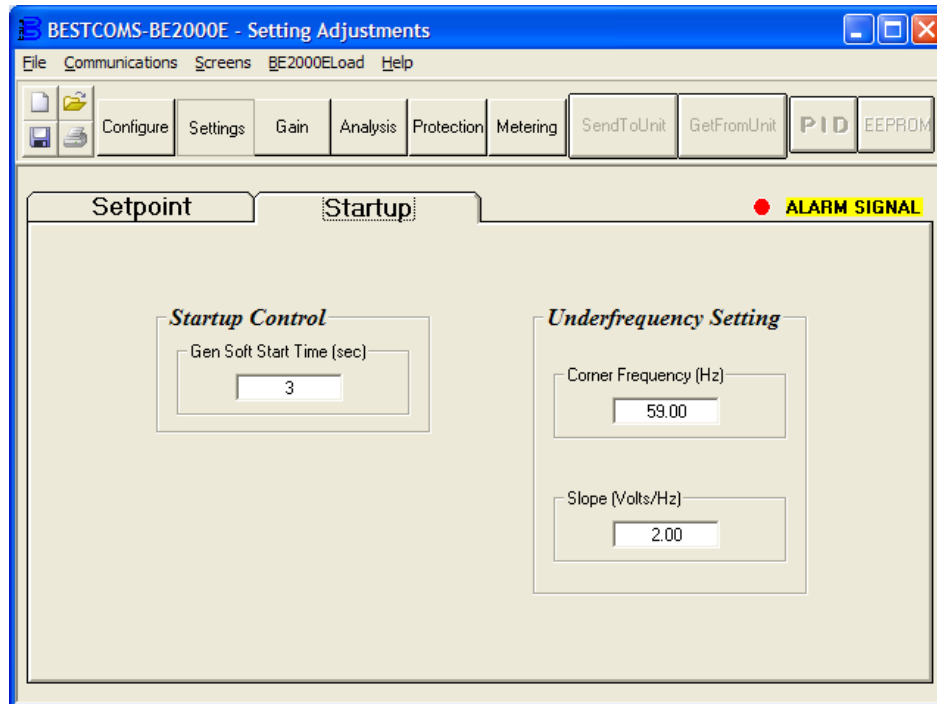 BESTCOMS-BE2000E - Setting Adjustments
File Communications Screens BE2000ELoad Help
Configure Settings Gain Analysis Protection Metering SendToUnit GetFromUnit PID EEPROM
Setpoint Startup ALARM SIGNAL
Startup Control
Gen Soft Start Time (sec)
3
Underfrequency Setting
Corner Frequency (Hz)
59.00
Slope (Volts/Hz)
2.00